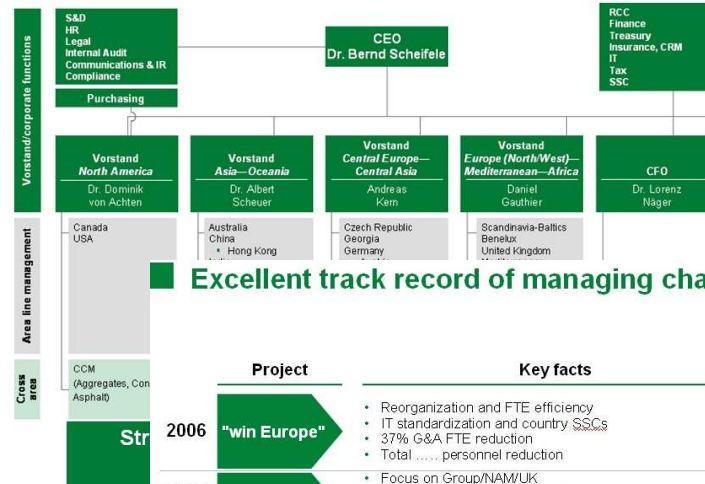 Vorstand/corporate functions
S&D
HR
Legal
Internal Audit
Communications & IR
Compliance
Purchasing
CEO
Dr. Bernd Scheifele
RCC
Finance
Treasury
Insurance, CRM
IT
Tax
SSC
Vorstand
North America
Dr. Dominik
von Achten
Vorstand
Asia—Oceania
Dr. Albert
Scheuer
Vorstand
Central Europe—
Central Asia
Andreas
Kern
Vorstand
Europe (North/West)—
Mediterranean—Africa
Daniel
Gauthier
CFO
Dr. Lorenz
Näger
Area line management
Canada
USA
Australia
China
• Hong Kong
Czech Republic
Georgia
Germany
Scandinavia-Baltics
Benelux
United Kingdom
Cross
area
CCM
(Aggregates, Con
Asphalt)
Str
Excellent track record of managing cha
Project
Key facts
2006
"win Europe"
• Reorganization and FTE efficiency
• IT standardization and country SSCs
• 37% G&A FTE reduction
• Total ..... personnel reduction
• Focus on Group/NAM/UK